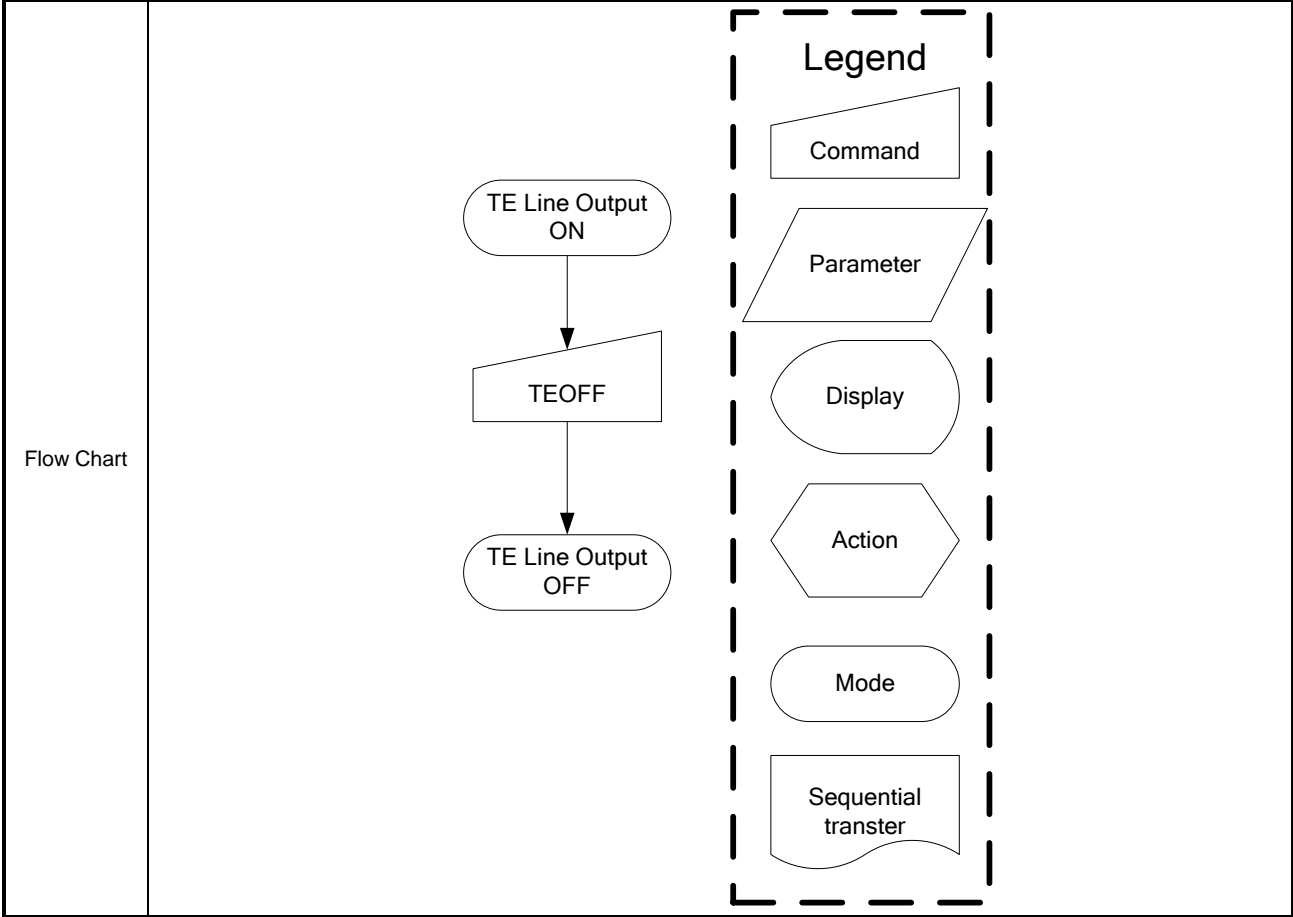 Flow Chart
TE Line Output
ON
TEOFF
TE Line Output
OFF
Legend
Command
Parameter
Display
Action
Mode
Sequential
transter